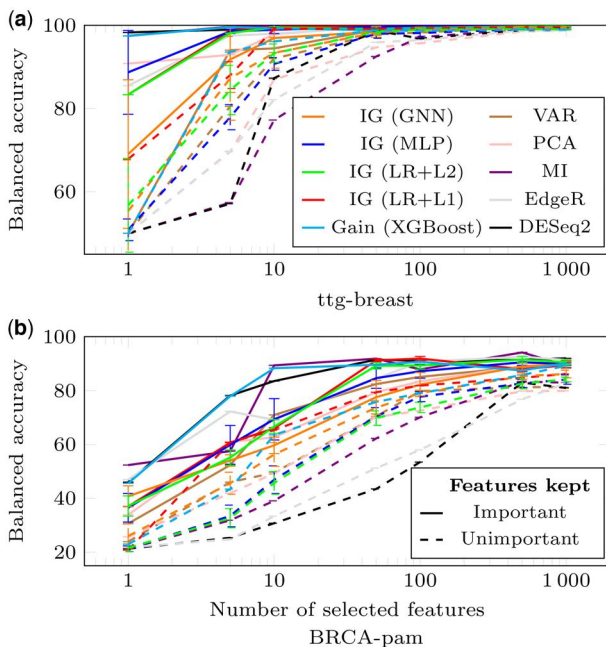 (a)
100
80
60
Balanced accuracy
IG (GNN)
IG (MLP)
IG (LR+L2)
IG (LR+L1)
Gain (XGBoost)
VAR
PCA
MI
EdgeR
DESeq2
1
10
100
1 000
ttg-breast
(b)
100
80
60
40
20
Balanced accuracy
Features kept
Important
Unimportant
1
10
100
1 000
Number of selected features
BRCA-pam